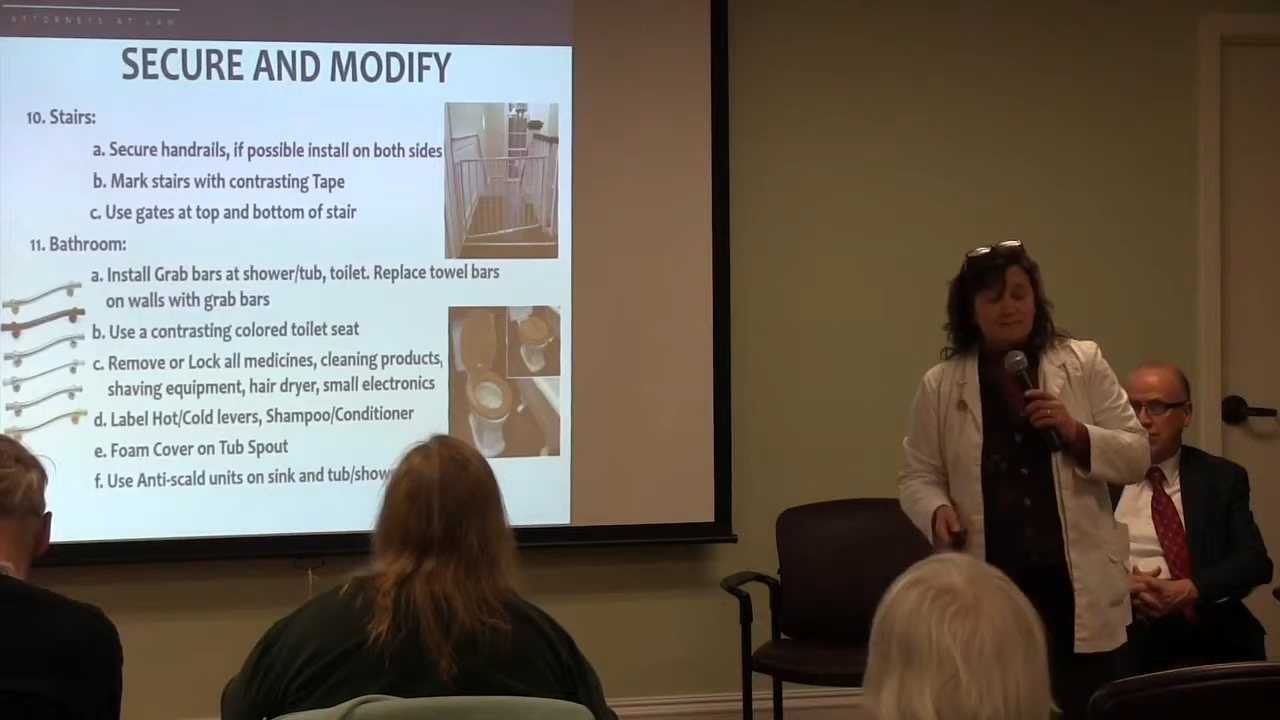 ATTORNEYS AT LAW
SECURE AND MODIFY
10. Stairs:
a. Secure handrails, if possible install on both sides
b. Mark stairs with contrasting Tape
c. Use gates at top and bottom of stair
11. Bathroom:
a. Install Grab bars at shower/tub, toilet. Replace towel bars
on walls with grab bars
b. Use a contrasting colored toilet seat
c. Remove or Lock all medicines, cleaning products,
shaving equipment, hair dryer, small electronics
d. Label Hot/Cold levers, Shampoo/Conditioner
e. Foam Cover on Tub Spout
f. Use Anti-scald units on sink and tub/show